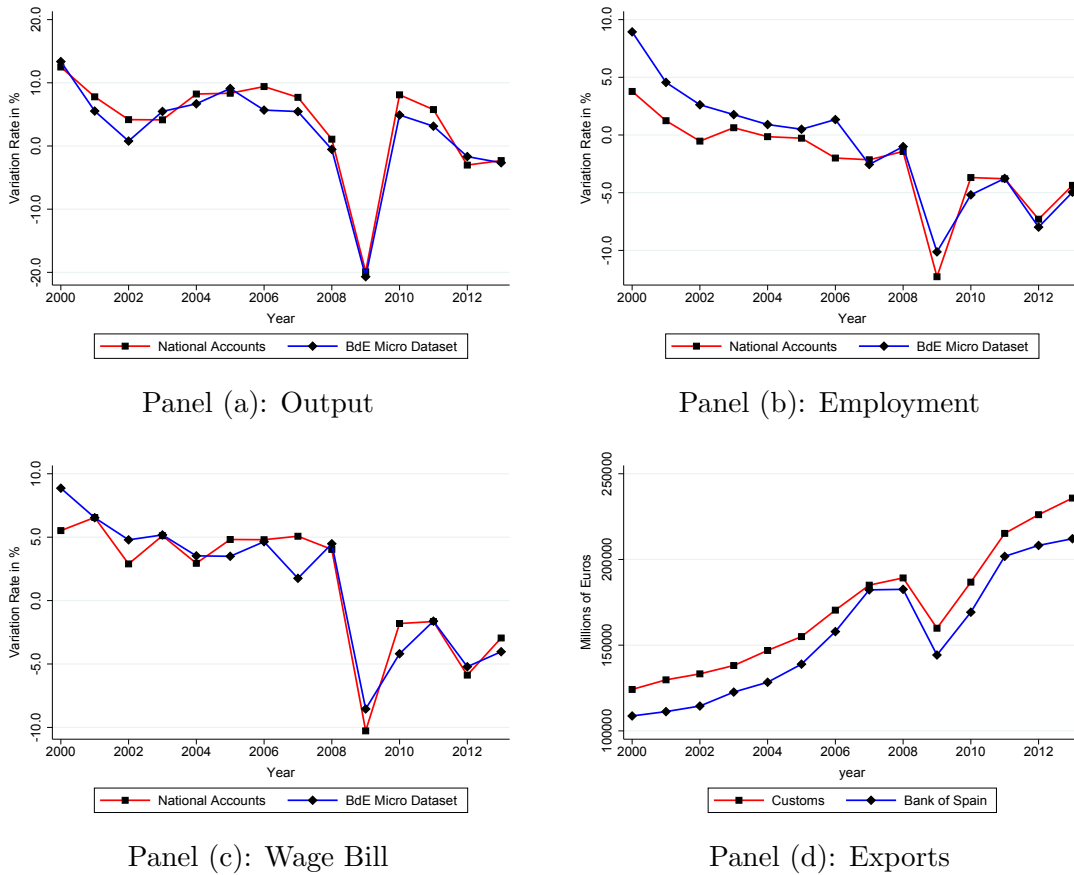 20.0
10.0
0.0
-10.0
-20.0
Variation Rate in %
2000 2002 2004 2006 2008 2010 2012
Year
National Accounts BdE Micro Dataset
Panel (a): Output
10.0
5.0
0.0
-5.0
-10.0
Variation Rate in %
2000 2002 2004 2006 2008 2010 2012
Year
National Accounts BdE Micro Dataset
Panel (b): Employment
10.0
5.0
0.0
-5.0
-10.0
Variation Rate in %
2000 2002 2004 2006 2008 2010 2012
Year
National Accounts BdE Micro Dataset
Panel (c): Wage Bill
250000
200000
150000
100000
Millions of Euros
2000 2002 2004 2006 2008 2010 2012
year
Customs Bank of Spain
Panel (d): Exports